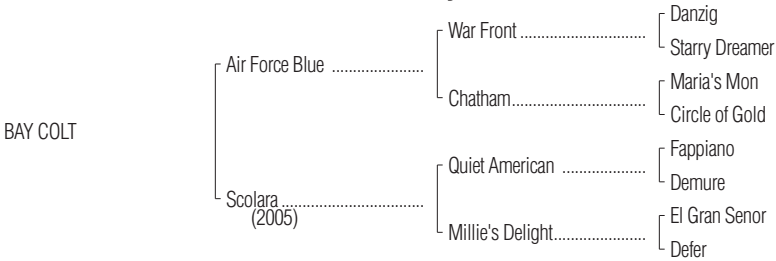 Danzig
War Front ..............................
Starry Dreamer
Air Force Blue ......................
Maria's Mon
Chatham................................
Circle of Gold
BAY COLT
Fappiano
Quiet American ....................
Demure
Scolara ..................................
(2005)
El Gran Senor
Millie's Delight......................
Defer